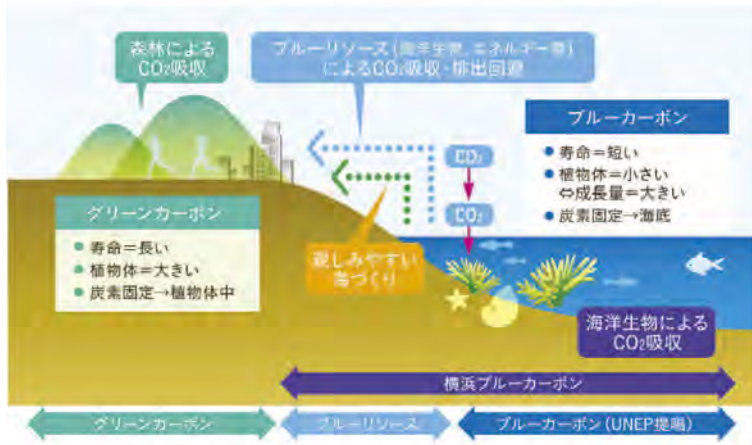 森林による
CO₂吸収
ブルーリソース(海洋生物、エネルギー等)
によるCO₂吸収・排出回避
ブルーカーボン
● 寿命=短い
● 植物体=小さい
⇔成長量=大きい
● 炭素固定→海底
CO₂
CO₂
グリーンカーボン
● 寿命=長い
● 植物体=大きい
● 炭素固定→植物体中
親しみやすい
海づくり
海洋生物による
CO₂吸収
横浜ブルーカーボン
グリーンカーボン
ブルーリソース
ブルーカーボン(UNEP提唱)